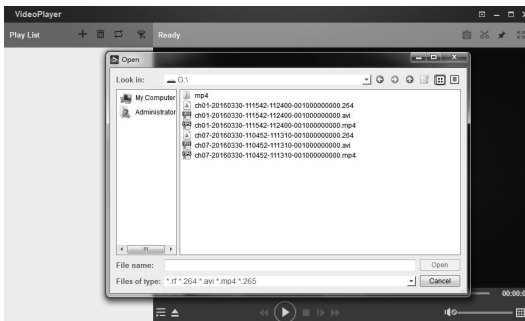 VideoPlayer
Play List
Ready
Open
Look in:
G:\
My Computer
Administrator
mp4
ch01-20160330-111542-112400-001000000000.264
ch01-20160330-111542-112400-001000000000.avi
ch01-20160330-111542-112400-001000000000.mp4
ch07-20160330-110452-111310-001000000000.264
ch07-20160330-110452-111310-001000000000.avi
ch07-20160330-110452-111310-001000000000.mp4
File name:
Open
Files of type: *.rf *.264 *.avi *.mp4 *.265
Cancel